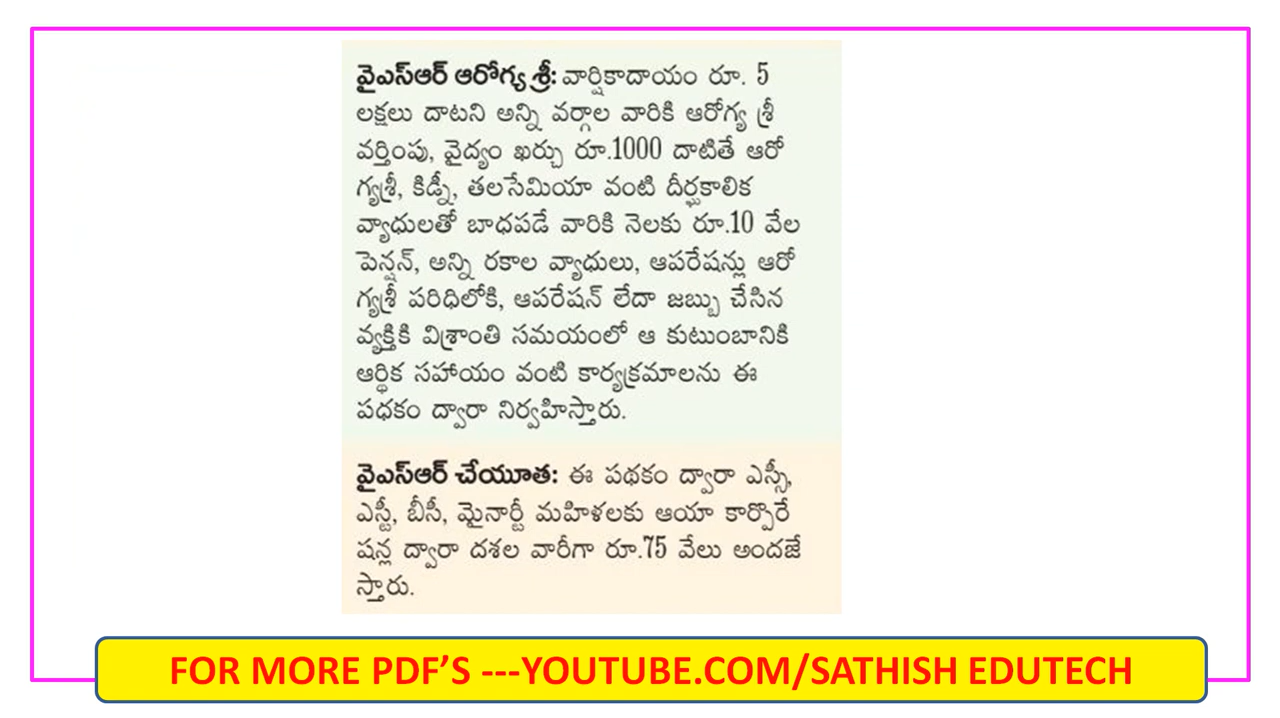 వైఎస్ఆర్ ఆరోగ్య శ్రీ: వార్షికాదాయం రూ. 5
లక్షలు దాటని అన్ని వర్గాల వారికి ఆరోగ్య శ్రీ
వర్తింపు, వైద్యం ఖర్చు రూ.1000 దాటితే ఆరో
గ్యశ్రీ, కిడ్నీ, తలసేమియా వంటి దీర్ఘకాలిక
వ్యాధులతో బాధపడే వారికి నెలకు రూ.10 వేల
పెన్షన్, అన్ని రకాల వ్యాధులు, ఆపరేషన్లు ఆరో
గ్యశ్రీ పరిధిలోకి, ఆపరేషన్ లేదా జబ్బు చేసిన
వ్యక్తికి విశ్రాంతి సమయంలో ఆ కుటుంబానికి
ఆర్థిక సహాయం వంటి కార్యక్రమాలను ఈ
పధకం ద్వారా నిర్వహిస్తారు.
వైఎస్ఆర్ చేయూత: ఈ పథకం ద్వారా ఎస్సీ,
ఎస్టీ, బీసీ, మైనార్టీ మహిళలకు ఆయా కార్పొరే
షన్ల ద్వారా దశల వారీగా రూ.75 వేలు అందజే
స్తారు.
FOR MORE PDF'S ---YOUTUBE.COM/SATHISH EDUTECH